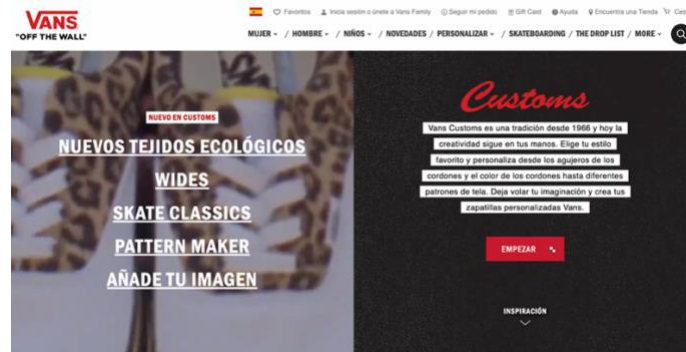 VANS
"OFF THE WALL"
Favoritos Inicia sesión o únete a Vans Family Seguir mi pedido Gift Card Ayuda Encuentra una Tienda
MUJER / HOMBRE / NIÑOS / NOVEDADES / PERSONALIZAR / SKATEBOARDING / THE DROP LIST / MORE
NUEVO EN CUSTOMS
NUEVOS TEJIDOS ECOLÓGICOS
WIDES
SKATE CLASSICS
PATTERN MAKER
AÑADE TU IMAGEN
Customs
Vans Customs es una tradición desde 1966 y hoy la
creatividad sigue en tus manos. Elige tu estilo
favorito y personaliza desde los agujeros de los
cordones y el color de los cordones hasta diferentes
patrones de tela. Deja volar tu imaginación y crea tus
zapatillas personalizadas Vans.
EMPEZAR
INSPIRACIÓN